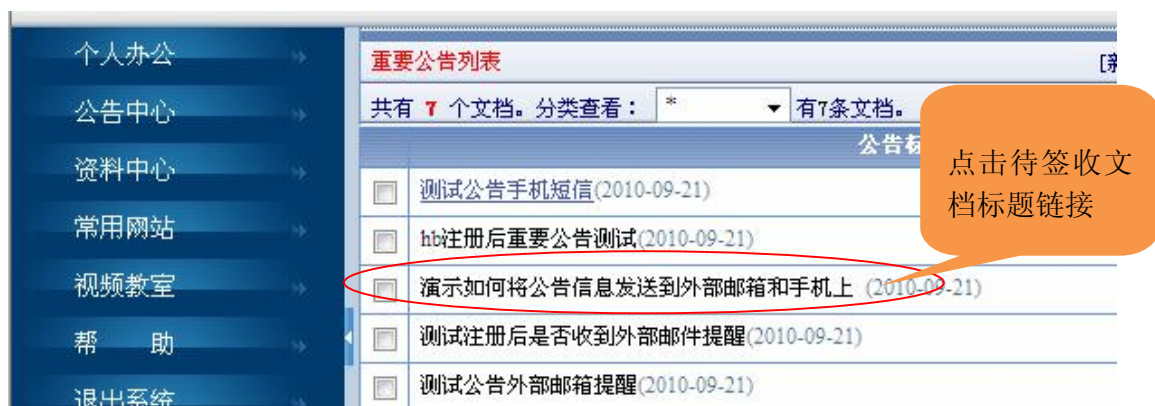 个人办公
公告中心
资料中心
常用网站
视频教室
帮 助
退出系统
重要公告列表
共有 7 个文档。分类查看： * 有7条文档。
公告
测试公告手机短信(2010-09-21)
hb注册后重要公告测试(2010-09-21)
演示如何将公告信息发送到外部邮箱和手机上 (2010-09-21)
测试注册后是否收到外部邮件提醒(2010-09-21)
测试公告外部邮箱提醒(2010-09-21)
点击待签收文
档标题链接